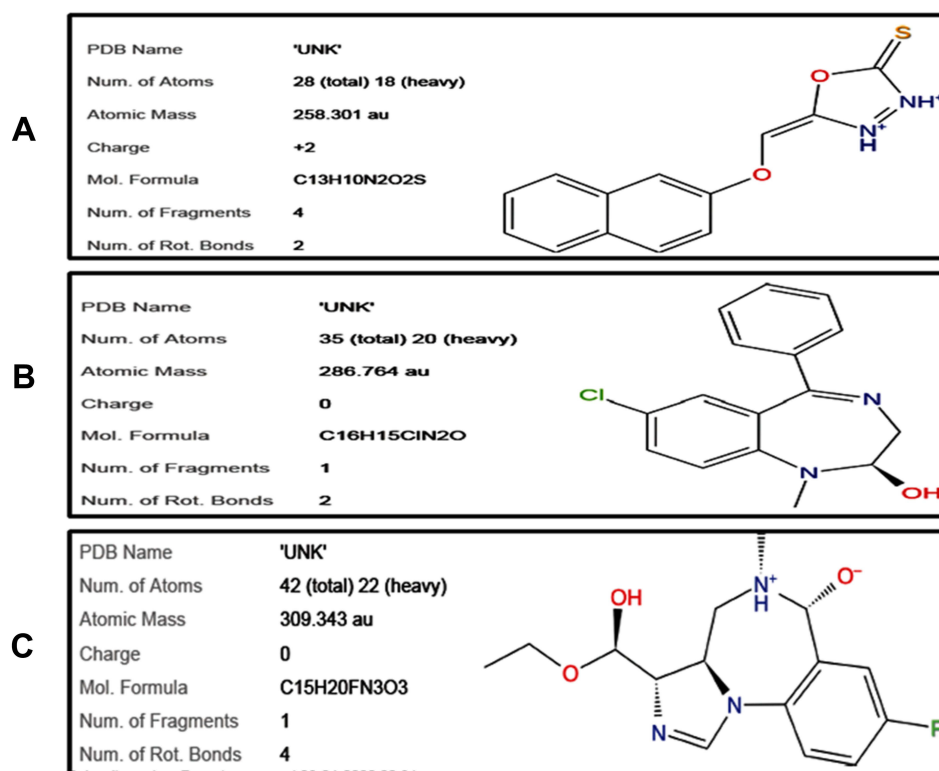 A
PDB Name 'UNK'
Num. of Atoms 28 (total) 18 (heavy)
Atomic Mass 258.301 au
Charge +2
Mol. Formula C13H10N2O2S
Num. of Fragments 4
Num. of Rot. Bonds 2
S
O
NH+
N+
H
O
B
PDB Name 'UNK'
Num. of Atoms 35 (total) 20 (heavy)
Atomic Mass 286.764 au
Charge 0
Mol. Formula C16H15ClN2O
Num. of Fragments 1
Num. of Rot. Bonds 2
Cl
N
N
OH
C
PDB Name 'UNK'
Num. of Atoms 42 (total) 22 (heavy)
Atomic Mass 309.343 au
Charge 0
Mol. Formula C15H20FN3O3
Num. of Fragments 1
Num. of Rot. Bonds 4
OH
N+
H
O−
O
N
N
F